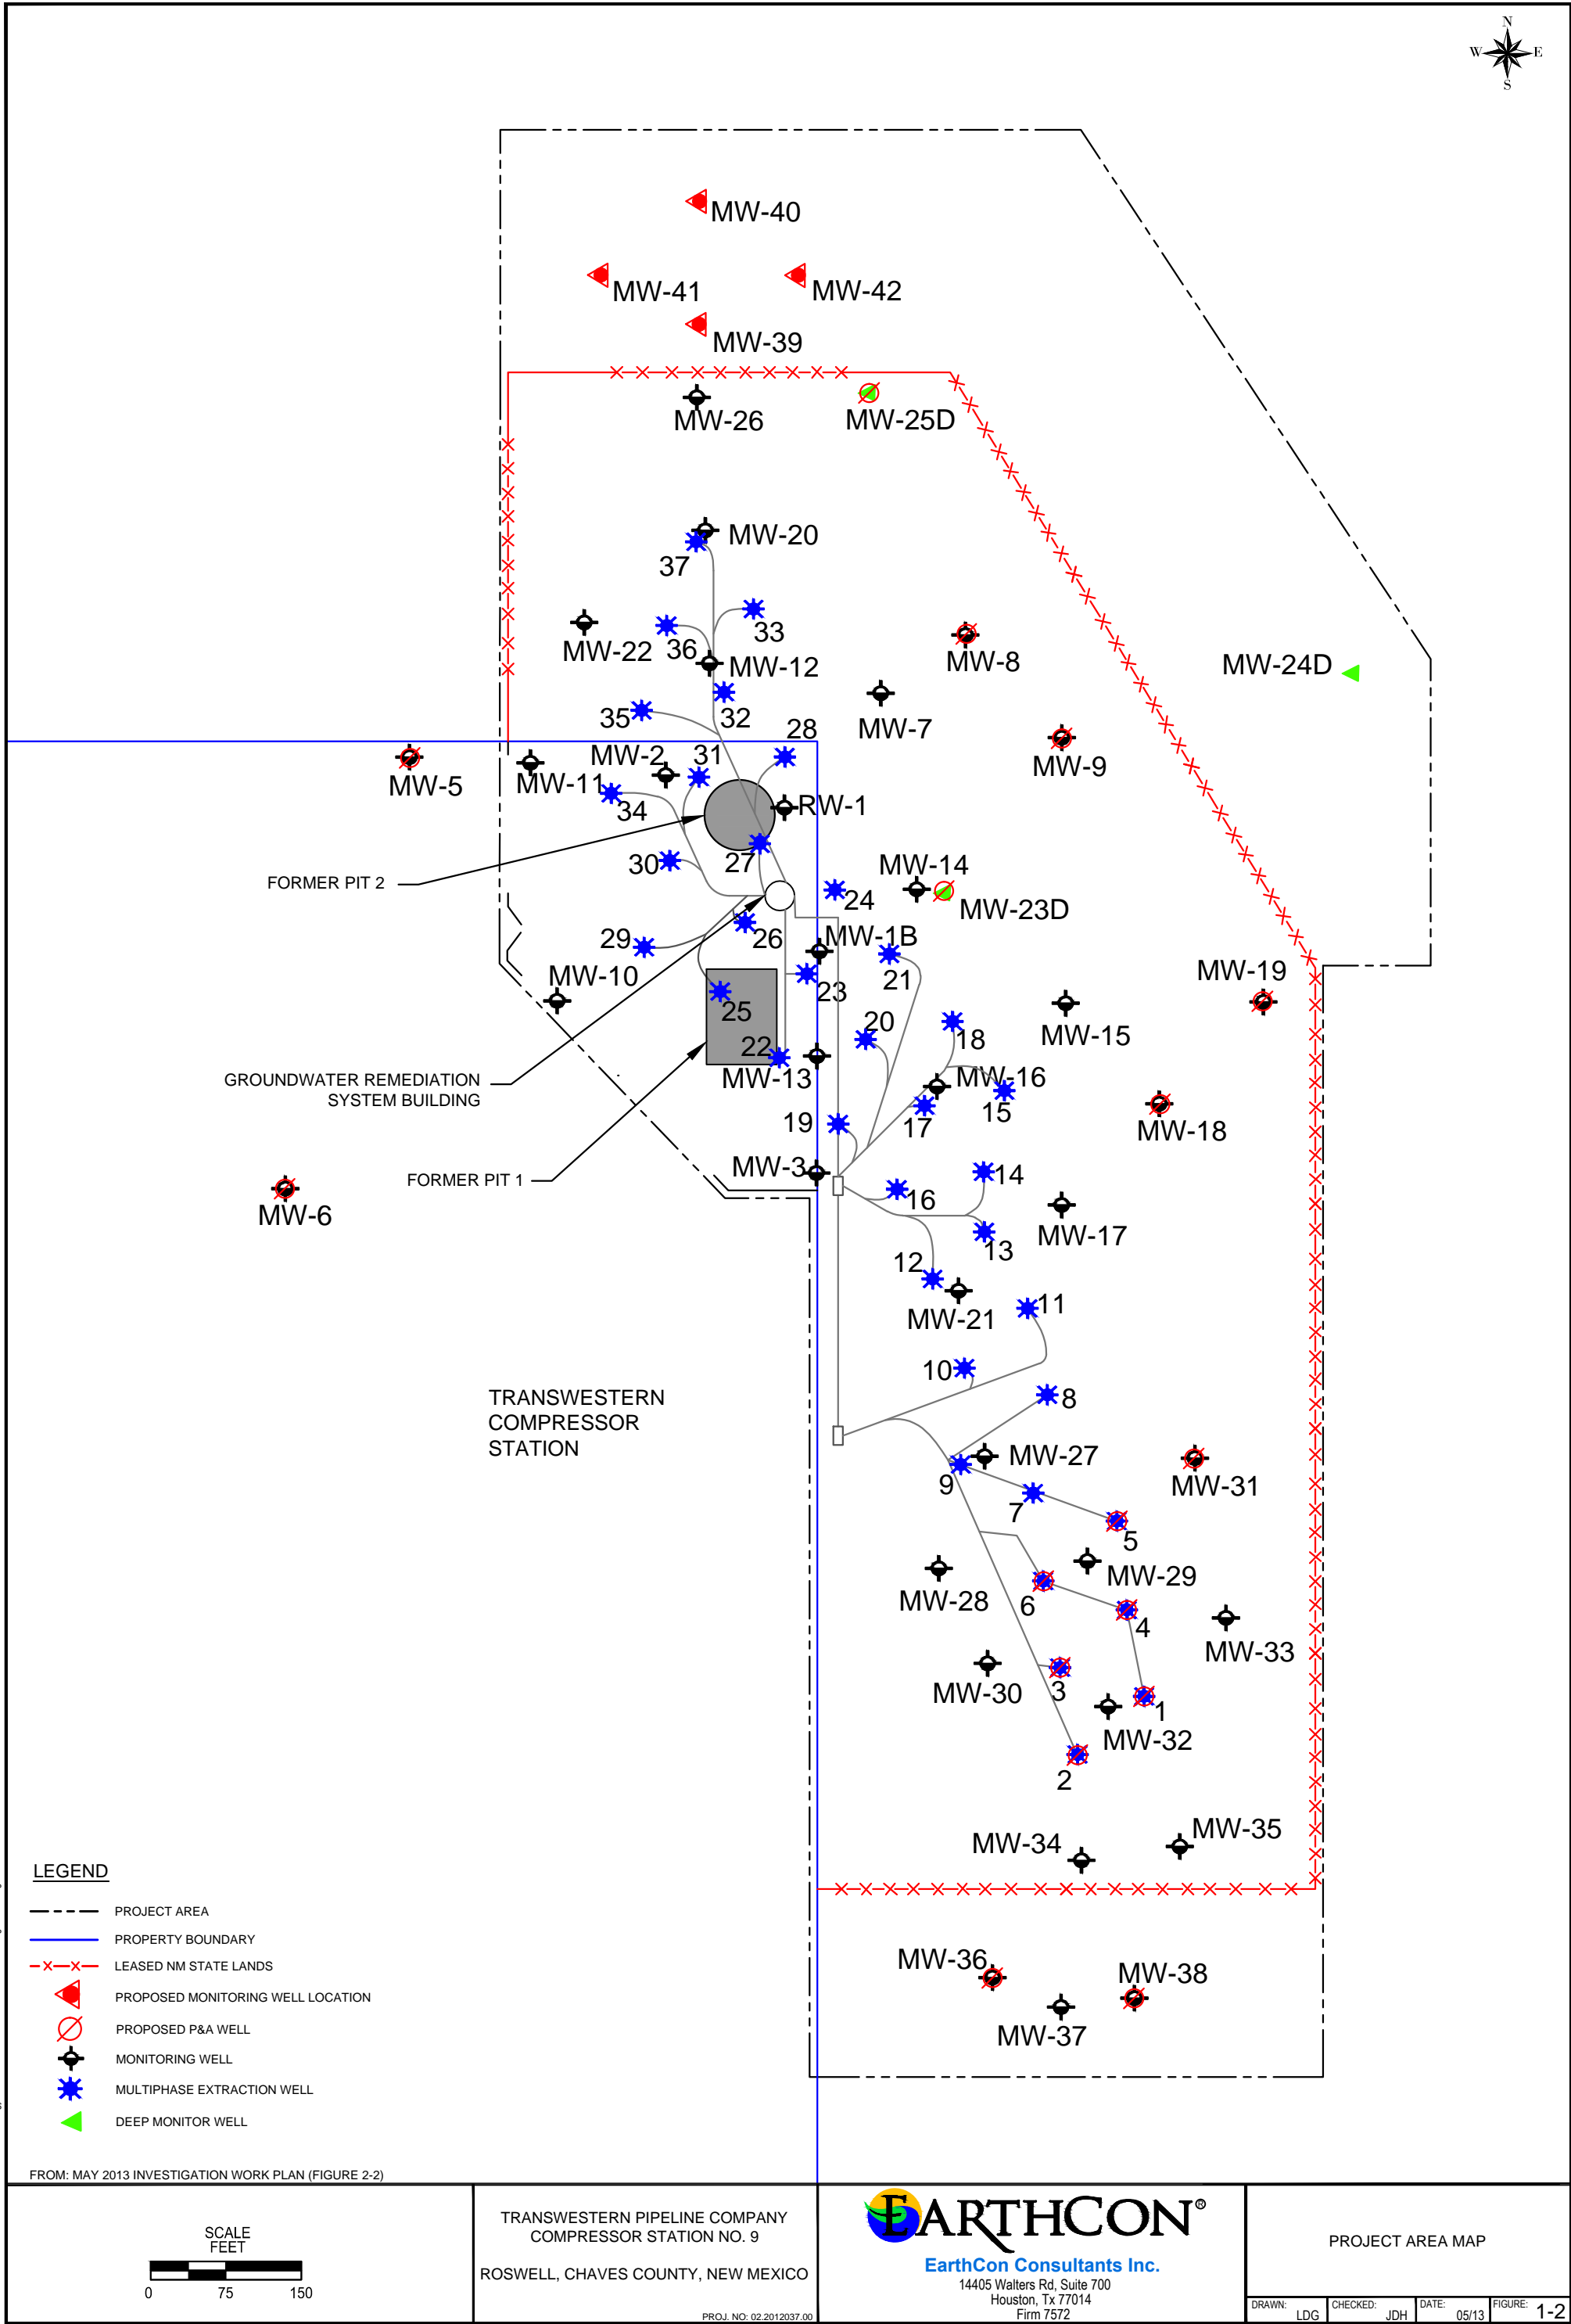 N
W E
S
MW-40
MW-41
MW-42
MW-39
MW-26
MW-25D
MW-20
37
33
MW-22
36
MW-12
MW-8
MW-24D
35
32
MW-7
28
MW-2
31
MW-9
MW-5
MW-11
34
RW-1
27
30
FORMER PIT 2
MW-14
24
MW-23D
29
26
MW-1B
21
MW-10
23
MW-19
25
20
18
MW-15
22
MW-13
MW-16
GROUNDWATER REMEDIATION
SYSTEM BUILDING
15
17
19
MW-18
MW-3
14
FORMER PIT 1
16
MW-6
MW-17
13
12
11
MW-21
10
8
TRANSWESTERN
COMPRESSOR
STATION
MW-27
9
MW-31
7
5
MW-29
MW-28
6
4
MW-33
MW-30
3
1
MW-32
2
MW-35
MW-34
MW-36
MW-38
MW-37
LEGEND
PROJECT AREA
PROPERTY BOUNDARY
LEASED NM STATE LANDS
PROPOSED MONITORING WELL LOCATION
PROPOSED P&A WELL
MONITORING WELL
MULTIPHASE EXTRACTION WELL
DEEP MONITOR WELL
FROM: MAY 2013 INVESTIGATION WORK PLAN (FIGURE 2-2)
SCALE
FEET
0 75 150
TRANSWESTERN PIPELINE COMPANY
COMPRESSOR STATION NO. 9
ROSWELL, CHAVES COUNTY, NEW MEXICO
PROJ. NO: 02.2012037.00
EARTHCON®
EarthCon Consultants Inc.
14405 Walters Rd, Suite 700
Houston, Tx 77014
Firm 7572
PROJECT AREA MAP
DRAWN: LDG
CHECKED: JDH
DATE: 05/13
FIGURE: 1-2